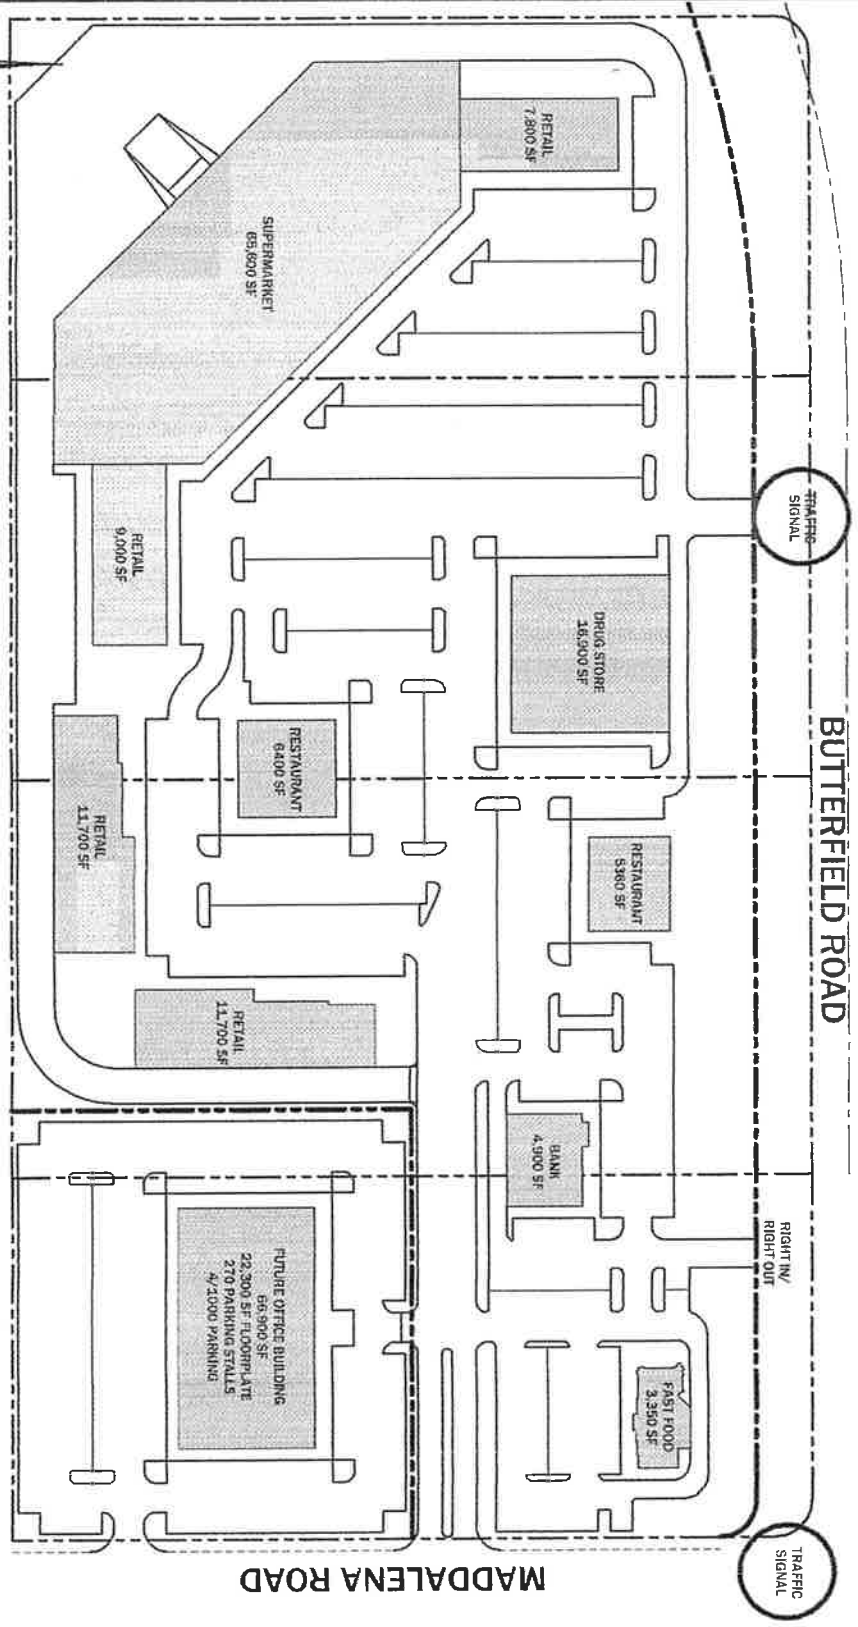 BUTTERFIELD ROAD
TRAFFIC
SIGNAL
RETAIL
7,800 SF
SUPERMARKET
65,600 SF
DRUG STORE
16,900 SF
RETAIL
9,000 SF
RESTAURANT
6400 SF
RESTAURANT
5360 SF
RETAIL
11,700 SF
RETAIL
11,700 SF
BANK
4,900 SF
RIGHT IN/
RIGHT OUT
FAST FOOD
3,350 SF
FUTURE OFFICE BUILDING
66,900 SF
22,300 SF FLOORPLATE
270 PARKING STALLS
4/1000 PARKING
TRAFFIC
SIGNAL
MADDALENA ROAD